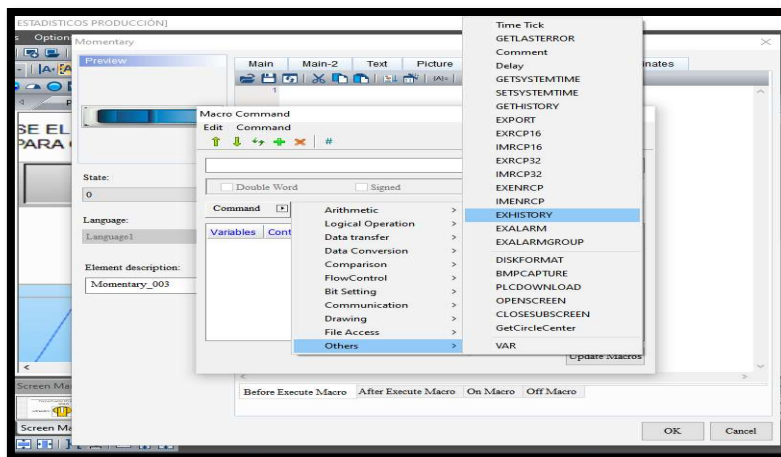 ESTADISTICOS PRODUCCIÓN]
s Option
Momentary
Preview
Main Main-2 Text Picture
nates
1
SE EL
PARA
State:
0
Language:
Language1
Element description:
Momentary_003
Macro Command
Edit Command
#
Double Word Signed
Command
Variables Cont
Arithmetic >
Logical Operation >
Data transfer >
Data Conversion >
Comparison >
FlowControl >
Bit Setting >
Communication >
Drawing >
File Access >
Others >
Time Tick
GETLASTERROR
Comment
Delay
GETSYSTEMTIME
SETSYSTEMTIME
GETHISTORY
EXPORT
EXRCP16
IMRCP16
EXRCP32
IMRCP32
EXENRCP
IMENRCP
EXHISTORY
EXALARM
EXALARMGROUP
DISKFORMAT
BMPCAPTURE
PLCDOWNLOAD
OPENSCREEN
CLOSESUBSCREEN
GetCircleCenter
VAR
Update Macros
Before Execute Macro After Execute Macro On Macro Off Macro
Screen Ma
Screen Ma
OK Cancel